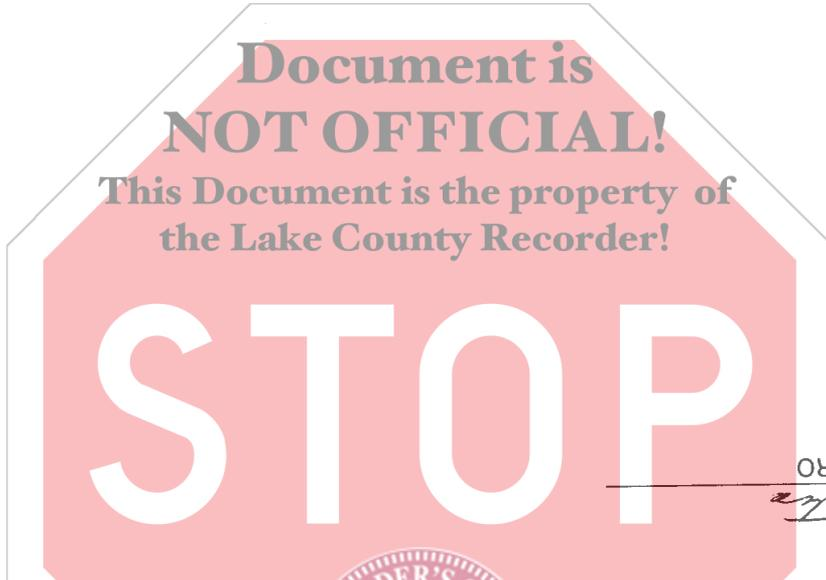 Document is
NOT OFFICIAL!
This Document is the property of
the Lake County Recorder!
STOP